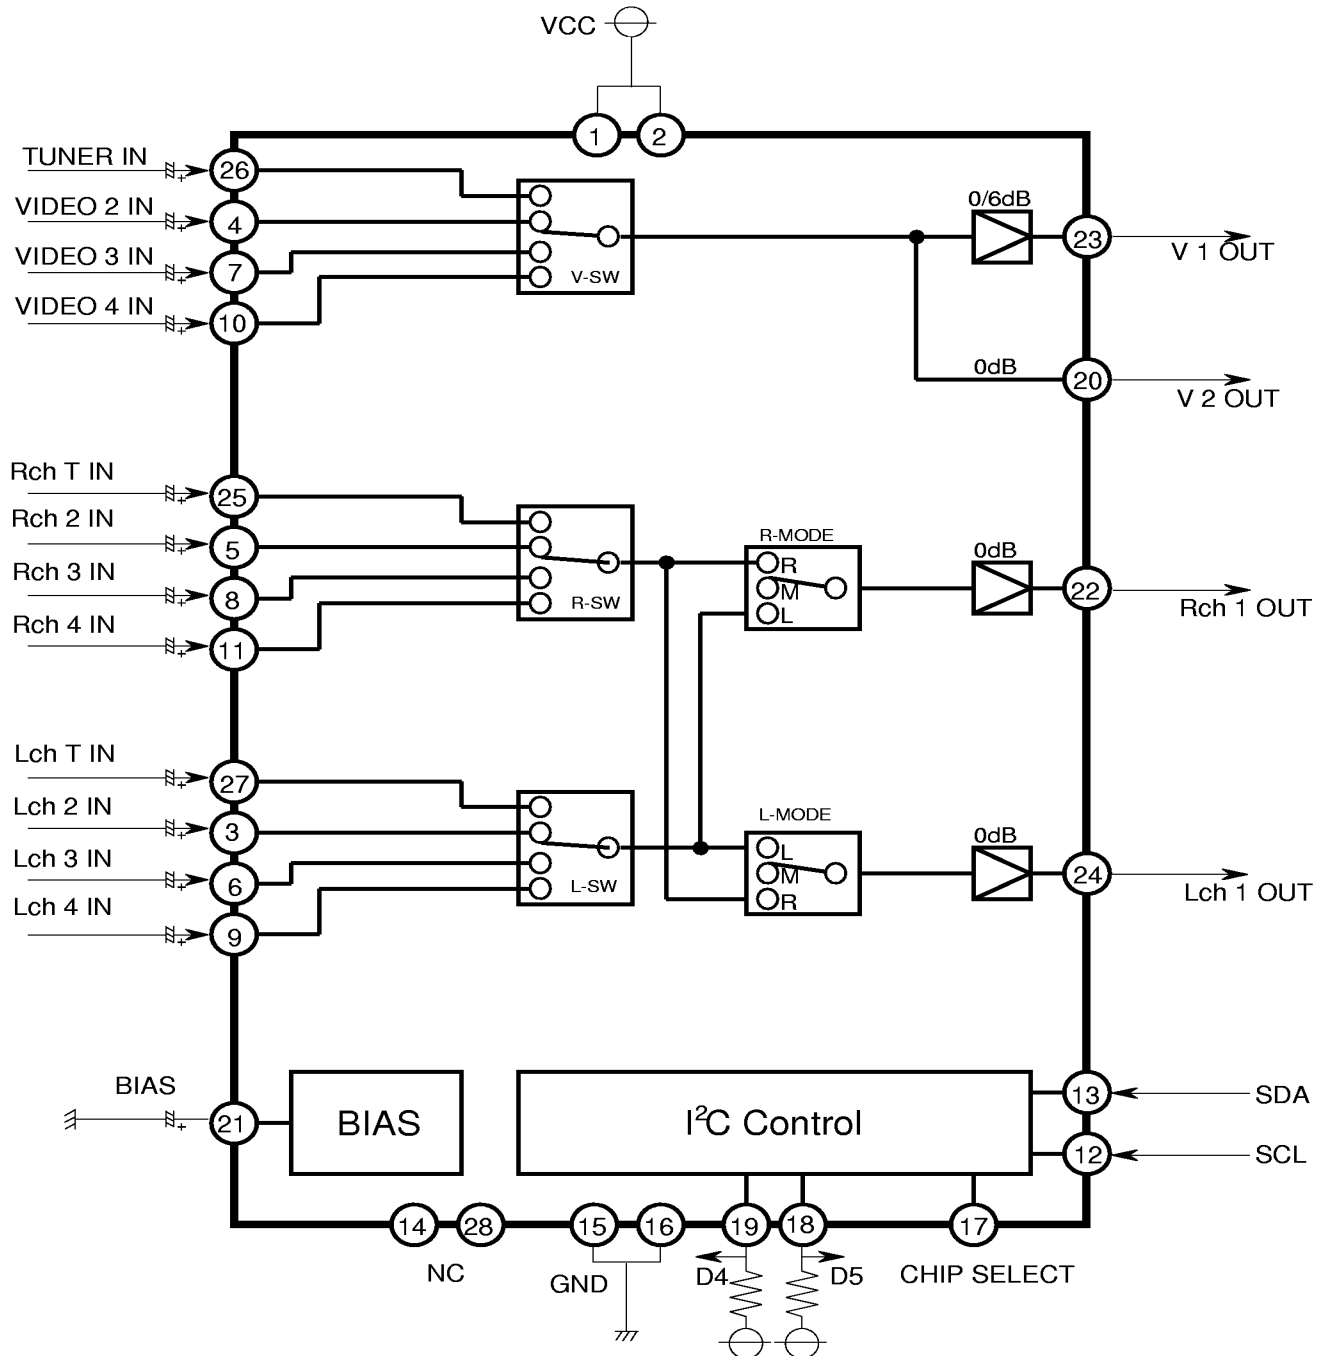 VCC
1 2
TUNER IN 26
VIDEO 2 IN 4
VIDEO 3 IN 7
VIDEO 4 IN 10
V-SW
0/6dB
23
V 1 OUT
0dB
20
V 2 OUT
Rch T IN 25
Rch 2 IN 5
Rch 3 IN 8
Rch 4 IN 11
R-SW
R-MODE
R
M
L
0dB
22
Rch 1 OUT
Lch T IN 27
Lch 2 IN 3
Lch 3 IN 6
Lch 4 IN 9
L-SW
L-MODE
L
M
R
0dB
24
Lch 1 OUT
BIAS
21
BIAS
I²C Control
13 SDA
12 SCL
14 28 15 16 19 18 17
NC
GND
D4
D5
CHIP SELECT